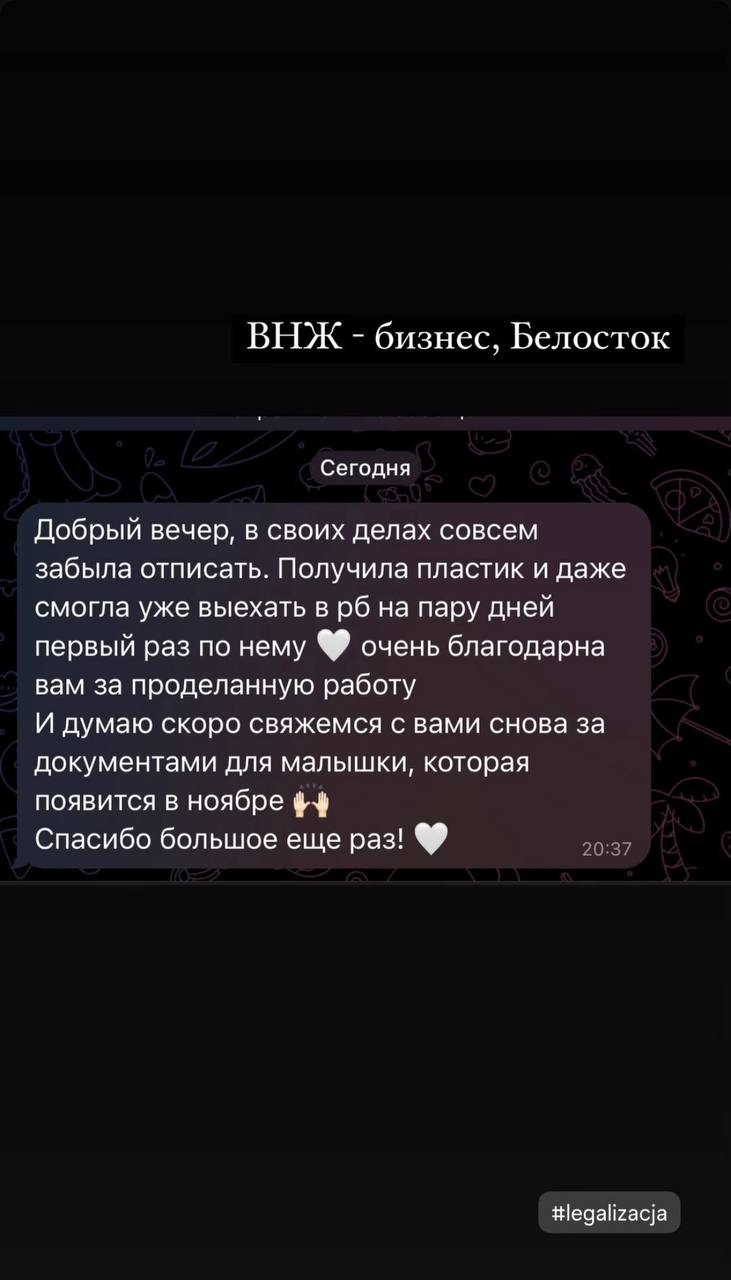 ВНЖ - бизнес, Белосток
Сегодня
Добрый вечер, в своих делах совсем
забыла отписать. Получила пластик и даже
смогла уже выехать в рб на пару дней
первый раз по нему 🤍 очень благодарна
вам за проделанную работу
И думаю скоро свяжемся с вами снова за
документами для малышки, которая
появится в ноябре 🙌🏻
Спасибо большое еще раз! 🤍
20:37
#legalizacja